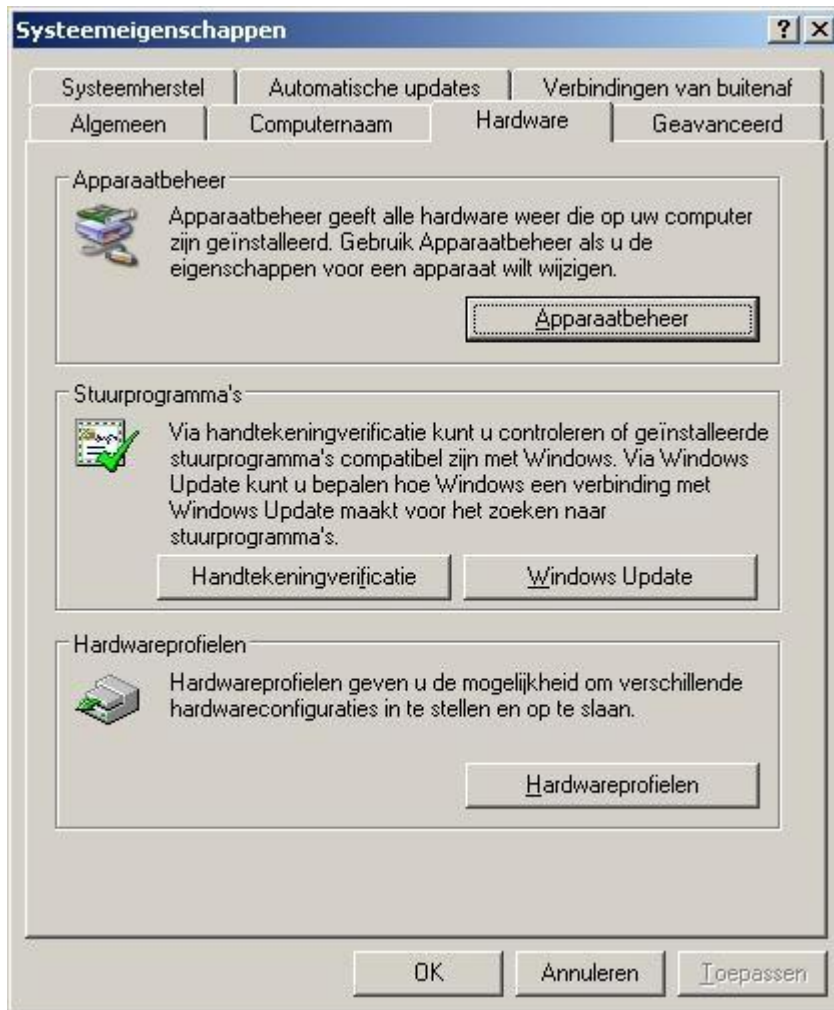 Systeemeigenschappen
Systeemherstel Automatische updates Verbindingen van buitenaf
Algemeen Computernaam Hardware Geavanceerd
Apparaatbeheer
Apparaatbeheer geeft alle hardware weer die op uw computer
zijn geïnstalleerd. Gebruik Apparaatbeheer als u de
eigenschappen voor een apparaat wilt wijzigen.
Apparaatbeheer
Stuurprogramma's
Via handtekeningverificatie kunt u controleren of geïnstalleerde
stuurprogramma's compatibel zijn met Windows. Via Windows
Update kunt u bepalen hoe Windows een verbinding met
Windows Update maakt voor het zoeken naar
stuurprogramma's.
Handtekeningverificatie Windows Update
Hardwareprofielen
Hardwareprofielen geven u de mogelijkheid om verschillende
hardwareconfiguraties in te stellen en op te slaan.
Hardwareprofielen
OK Annuleren Toepassen